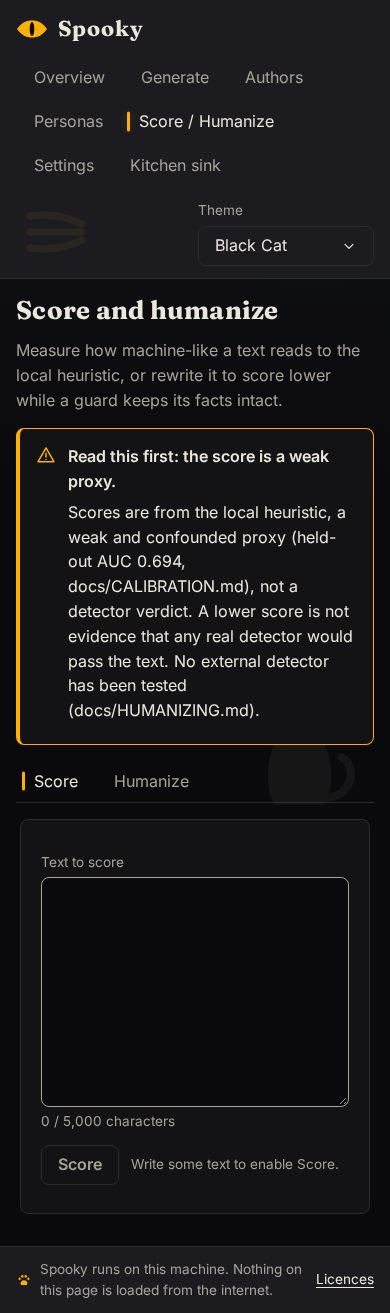 Spooky
Overview Generate Authors
Personas Score / Humanize
Settings Kitchen sink
Theme
Black Cat
Score and humanize
Measure how machine-like a text reads to the
local heuristic, or rewrite it to score lower
while a guard keeps its facts intact.
Read this first: the score is a weak
proxy.
Scores are from the local heuristic, a
weak and confounded proxy (held-
out AUC 0.694,
docs/CALIBRATION.md), not a
detector verdict. A lower score is not
evidence that any real detector would
pass the text. No external detector
has been tested
(docs/HUMANIZING.md).
Score Humanize
Text to score
0 / 5,000 characters
Score Write some text to enable Score.
Spooky runs on this machine. Nothing on
this page is loaded from the internet.
Licences